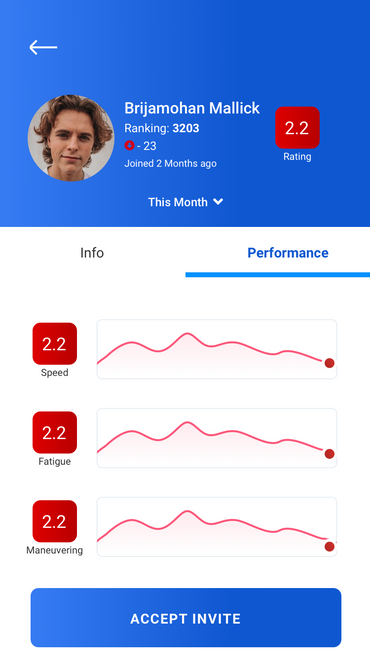 Brijamohan Mallick
Ranking: 3203
- 23
Joined 2 Months ago
2.2
Rating
This Month
Info
Performance
2.2
Speed
2.2
Fatigue
2.2
Maneuvering
ACCEPT INVITE